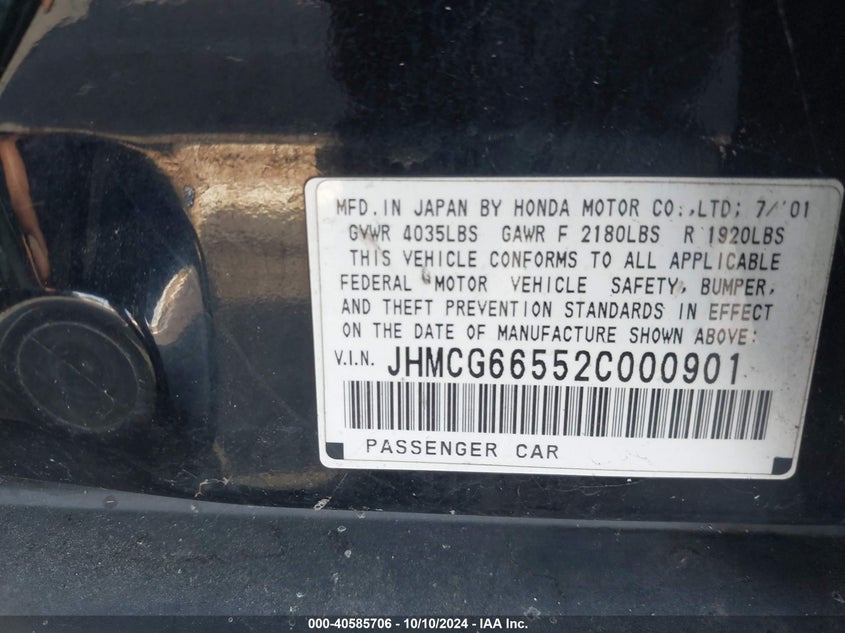 MFD. IN JAPAN BY HONDA MOTOR CO.,LTD; 7/'01
GVWR 4035LBS GAWR F 2180LBS R 1920LBS
THIS VEHICLE CONFORMS TO ALL APPLICABLE
FEDERAL MOTOR VEHICLE SAFETY, BUMPER,
AND THEFT PREVENTION STANDARDS IN EFFECT
ON THE DATE OF MANUFACTURE SHOWN ABOVE:
V.I.N. JHMCG66552C000901
PASSENGER CAR
000-40585706 - 10/10/2024 - IAA Inc.